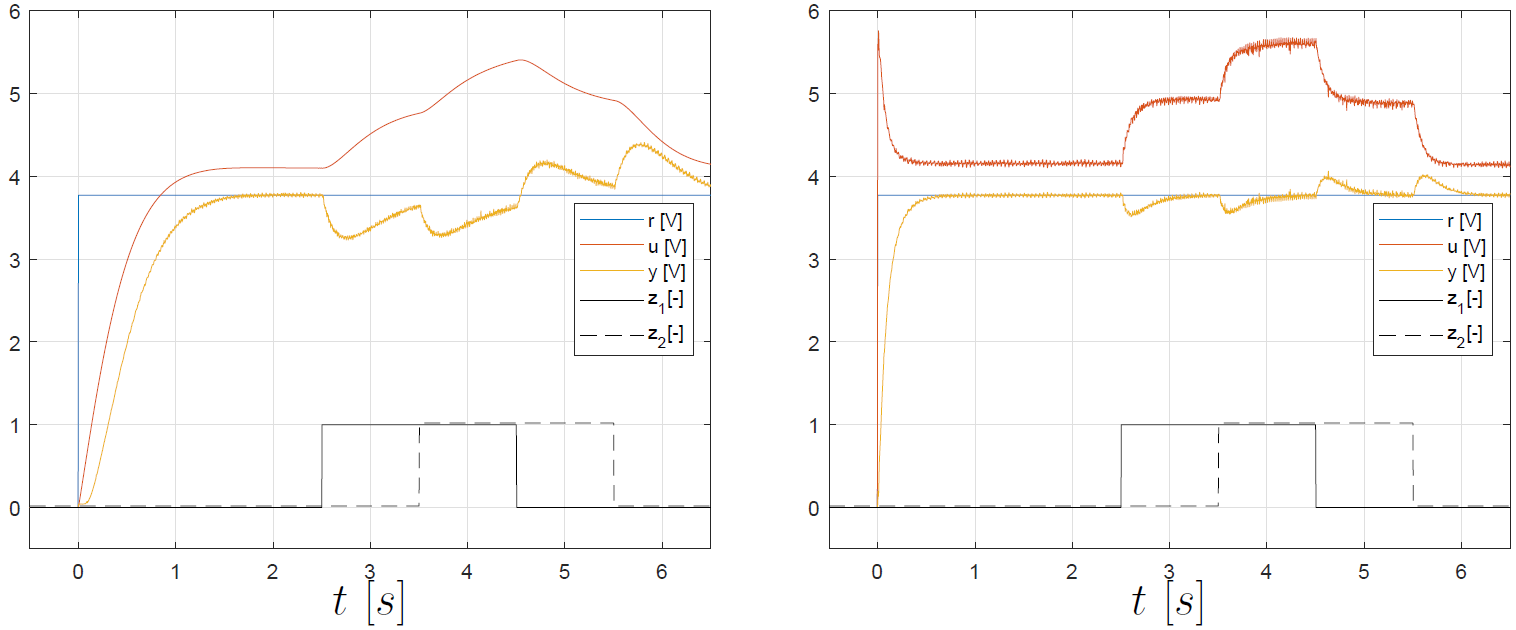 6
5
4
3
2
1
0
0 1 2 3 4 5 6
t [s]
r [V]
u [V]
y [V]
z1[-]
z2[-]
6
5
4
3
2
1
0
0 1 2 3 4 5 6
t [s]
r [V]
u [V]
y [V]
z1[-]
z2[-]